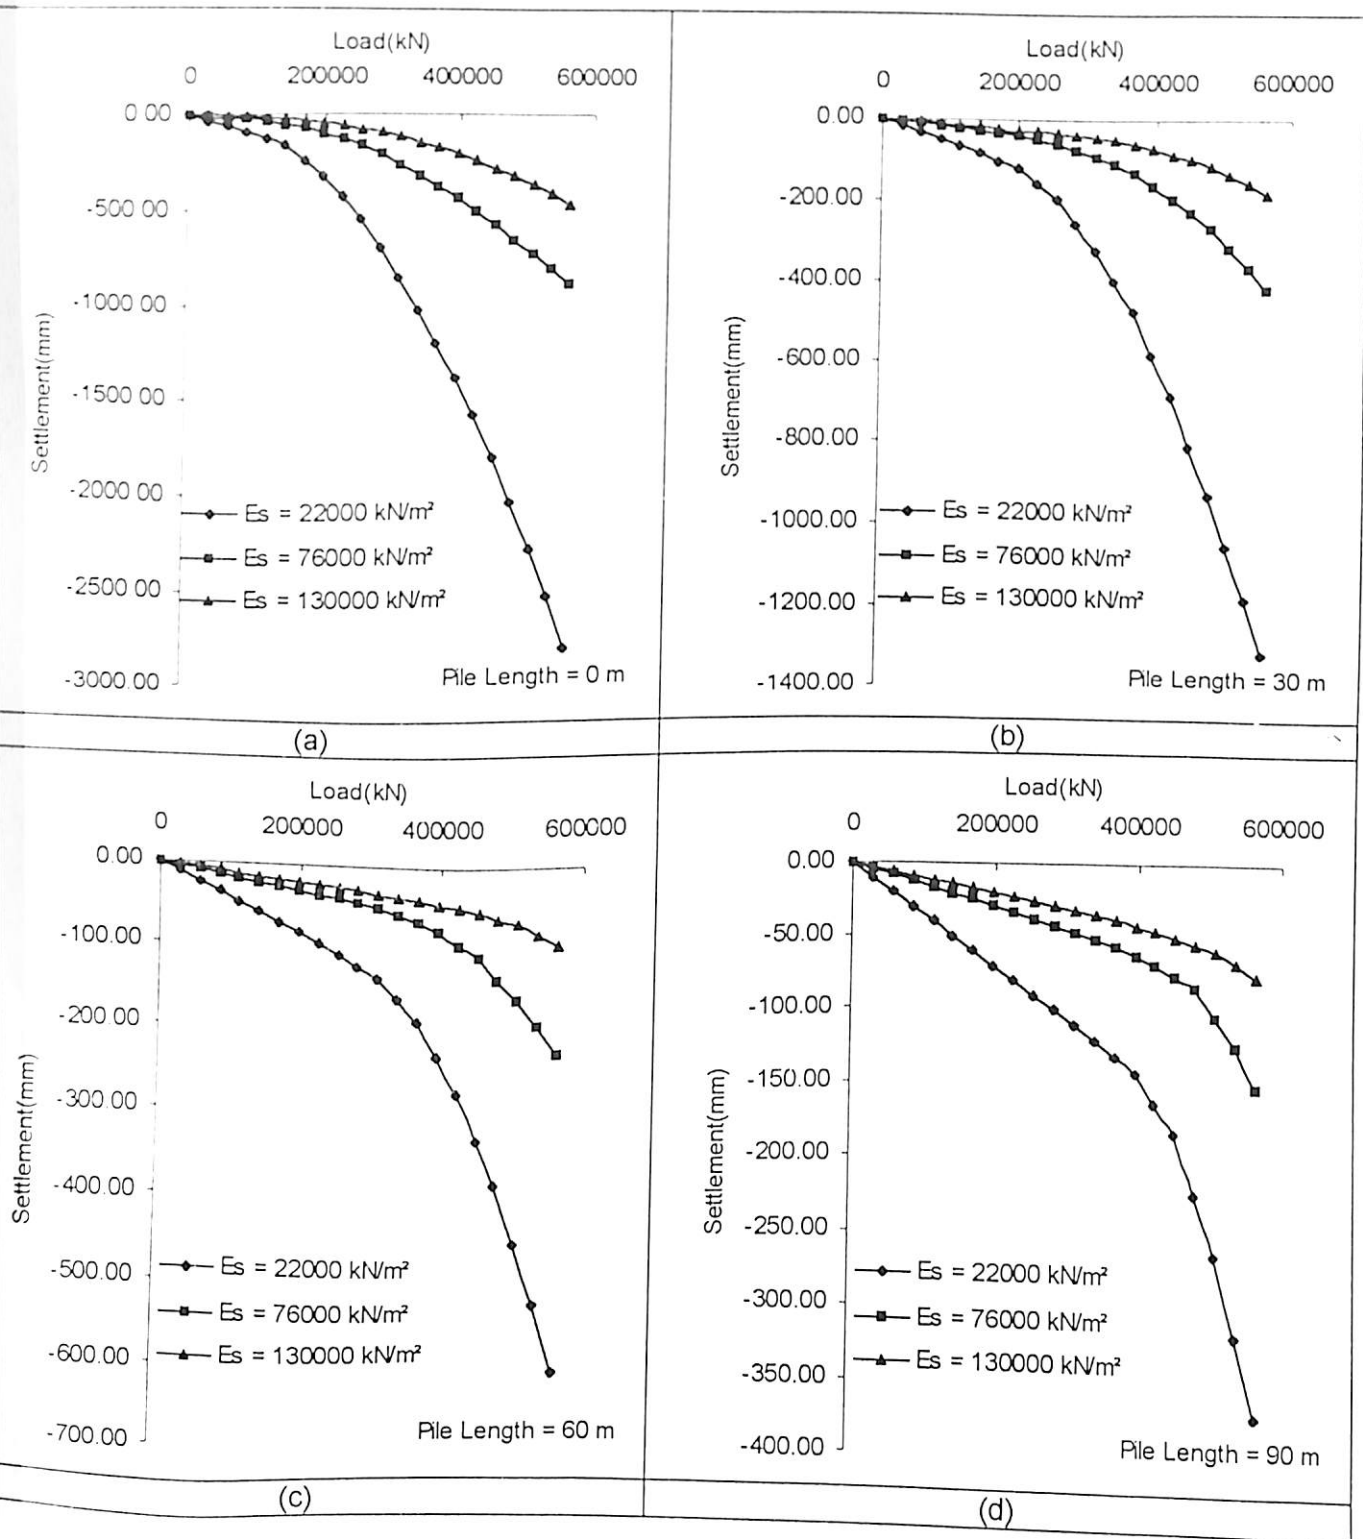 Load(kN)
0 200000 400000 600000
0 00
-500 00
-1000 00
-1500 00
-2000 00
-2500 00
-3000.00
Settlement(mm)
Es = 22000 kN/m²
Es = 76000 kN/m²
Es = 130000 kN/m²
Pile Length = 0 m
(a)
Load(kN)
0 200000 400000 600000
0.00
-200.00
-400.00
-600.00
-800.00
-1000.00
-1200.00
-1400.00
Settlement(mm)
Es = 22000 kN/m²
Es = 76000 kN/m²
Es = 130000 kN/m²
Pile Length = 30 m
(b)
Load(kN)
0 200000 400000 600000
0.00
-100.00
-200.00
-300.00
-400.00
-500.00
-600.00
-700.00
Settlement(mm)
Es = 22000 kN/m²
Es = 76000 kN/m²
Es = 130000 kN/m²
Pile Length = 60 m
(c)
Load(kN)
0 200000 400000 600000
0.00
-50.00
-100.00
-150.00
-200.00
-250.00
-300.00
-350.00
-400.00
Settlement(mm)
Es = 22000 kN/m²
Es = 76000 kN/m²
Es = 130000 kN/m²
Pile Length = 90 m
(d)